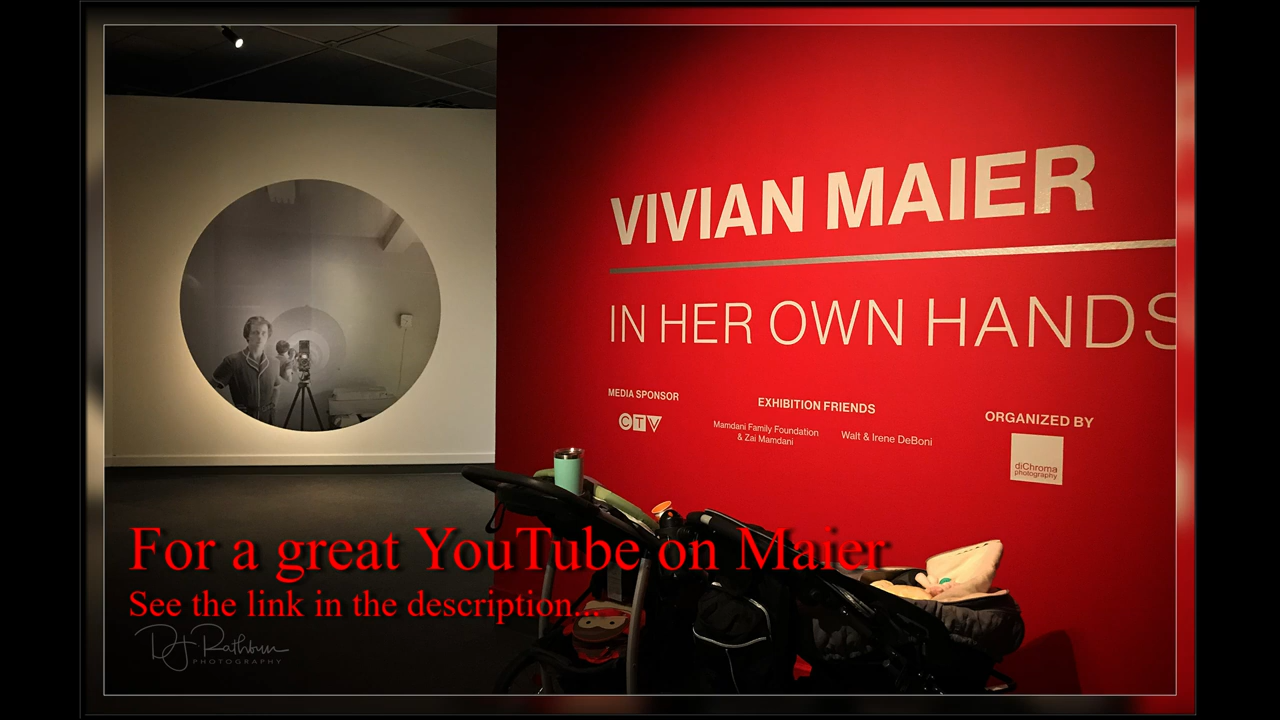 VIVIAN MAIER
IN HER OWN HANDS
MEDIA SPONSOR
CTV
EXHIBITION FRIENDS
Mamdani Family Foundation
& Zai Mamdani
Walt & Irene DeBoni
ORGANIZED BY
diChroma
photography
For a great YouTube on Maier
See the link in the description...
DJ Rathbun
PHOTOGRAPHY